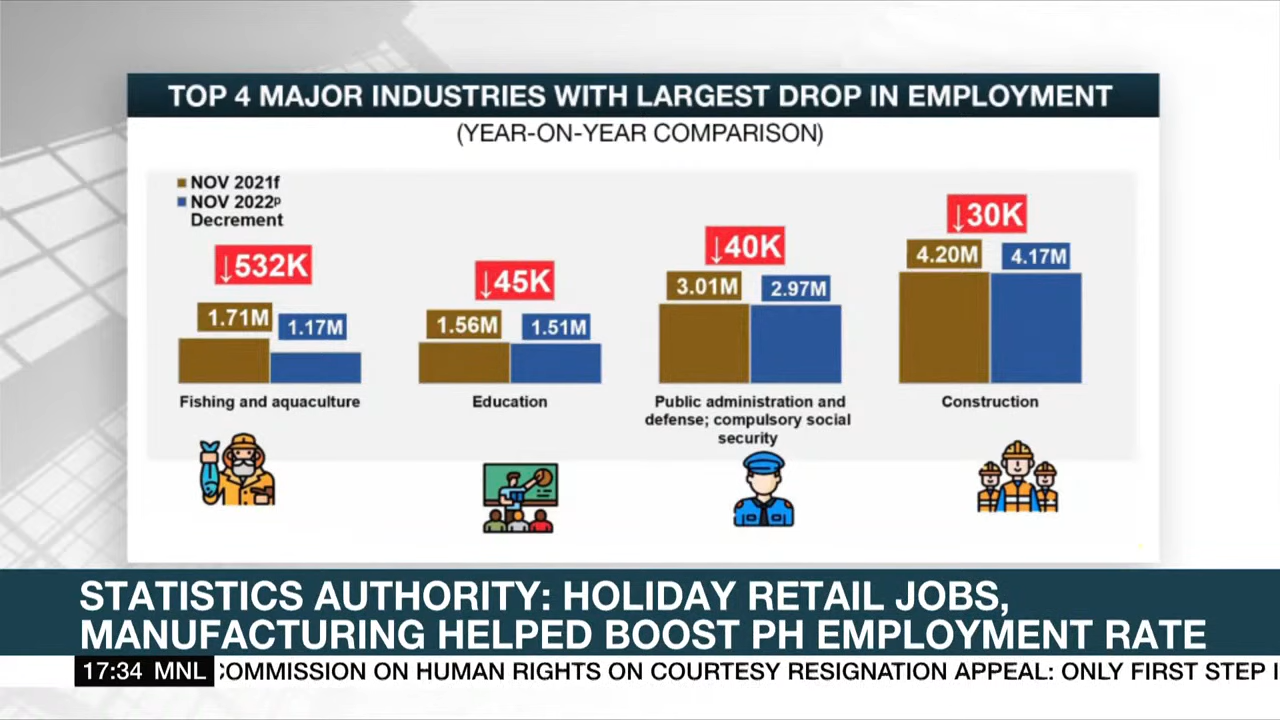 TOP 4 MAJOR INDUSTRIES WITH LARGEST DROP IN EMPLOYMENT
(YEAR-ON-YEAR COMPARISON)
NOV 2021f
NOV 2022p
Decrement
↓532K
1.71M
1.17M
Fishing and aquaculture
↓45K
1.56M
1.51M
Education
↓40K
3.01M
2.97M
Public administration and
defense; compulsory social
security
↓30K
4.20M
4.17M
Construction
STATISTICS AUTHORITY: HOLIDAY RETAIL JOBS,
MANUFACTURING HELPED BOOST PH EMPLOYMENT RATE
17:34 MNL
COMMISSION ON HUMAN RIGHTS ON COURTESY RESIGNATION APPEAL: ONLY FIRST STEP